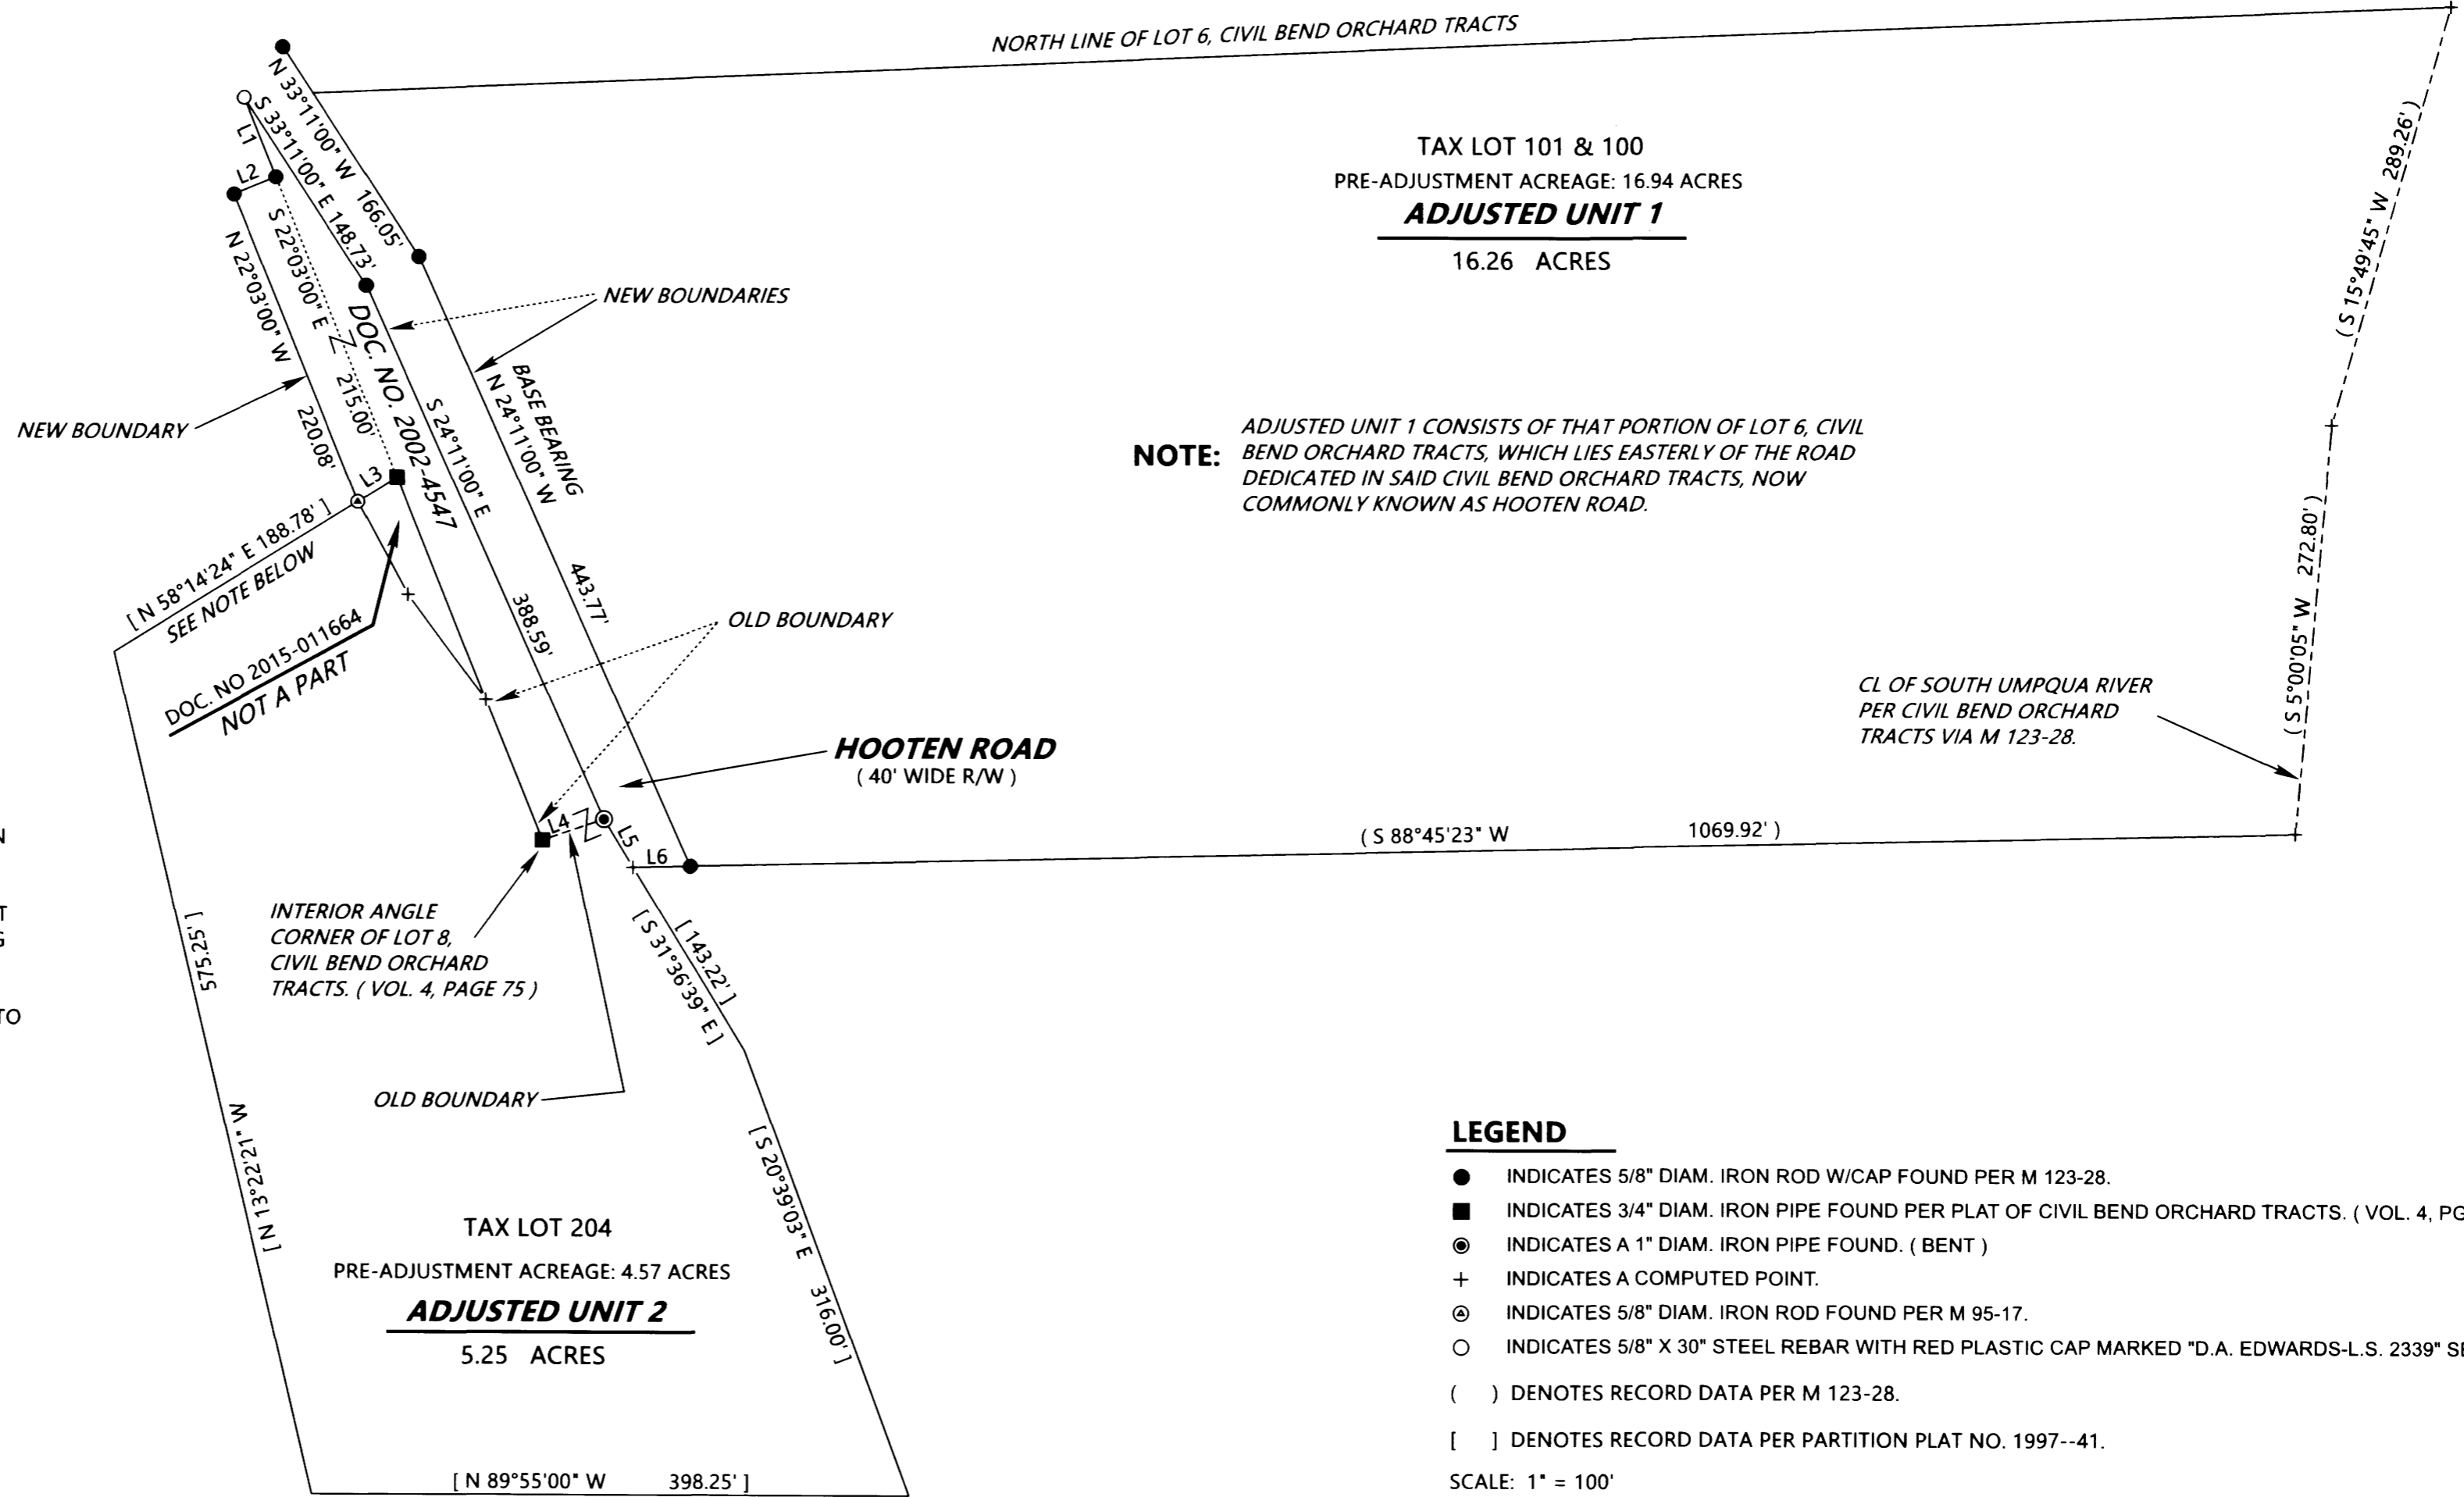 NORTH LINE OF LOT 6, CIVIL BEND ORCHARD TRACTS
N 33°11'00" W 166.05'
S 33°11'00" E 148.73'
L1
L2
S 22°03'00" E 215.00'
N 22°03'00" W 220.08'
DOC. NO. 2002-4547
NEW BOUNDARIES
NEW BOUNDARY
BASE BEARING
N 24°11'00" W 443.77'
S 24°11'00" E 388.59'
L3
TAX LOT 101 & 100
PRE-ADJUSTMENT ACREAGE: 16.94 ACRES
ADJUSTED UNIT 1
16.26 ACRES
( S 15°49'45" W 289.26' )
NOTE:
ADJUSTED UNIT 1 CONSISTS OF THAT PORTION OF LOT 6, CIVIL
BEND ORCHARD TRACTS, WHICH LIES EASTERLY OF THE ROAD
DEDICATED IN SAID CIVIL BEND ORCHARD TRACTS, NOW
COMMONLY KNOWN AS HOOTEN ROAD.
( S 5°00'05" W 272.80' )
[ N 58°14'24" E 188.78' ]
SEE NOTE BELOW
DOC. NO 2015-011664
NOT A PART
OLD BOUNDARY
HOOTEN ROAD
( 40' WIDE R/W )
CL OF SOUTH UMPQUA RIVER
PER CIVIL BEND ORCHARD
TRACTS VIA M 123-28.
L4
L5
L6
( S 88°45'23" W 1069.92' )
INTERIOR ANGLE
CORNER OF LOT 8,
CIVIL BEND ORCHARD
TRACTS. ( VOL. 4, PAGE 75 )
[ 143.22' ]
[ S 31°36'39" E ]
OLD BOUNDARY
[ N 13°22'21" W 575.25' ]
[ S 20°39'03" E 316.00' ]
TAX LOT 204
PRE-ADJUSTMENT ACREAGE: 4.57 ACRES
ADJUSTED UNIT 2
5.25 ACRES
[ N 89°55'00" W 398.25' ]
N
T
G
TO
LEGEND
INDICATES 5/8" DIAM. IRON ROD W/CAP FOUND PER M 123-28.
INDICATES 3/4" DIAM. IRON PIPE FOUND PER PLAT OF CIVIL BEND ORCHARD TRACTS. ( VOL. 4, PG
INDICATES A 1" DIAM. IRON PIPE FOUND. ( BENT )
INDICATES A COMPUTED POINT.
INDICATES 5/8" DIAM. IRON ROD FOUND PER M 95-17.
INDICATES 5/8" X 30" STEEL REBAR WITH RED PLASTIC CAP MARKED "D.A. EDWARDS-L.S. 2339" SE
( ) DENOTES RECORD DATA PER M 123-28.
[ ] DENOTES RECORD DATA PER PARTITION PLAT NO. 1997--41.
SCALE: 1" = 100'